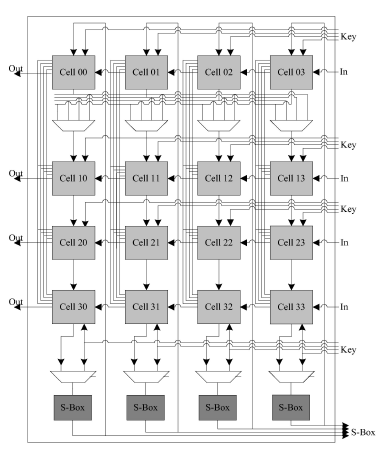 Key
Out Cell 00 Cell 01 Cell 02 Cell 03 In
Key
Out Cell 10 Cell 11 Cell 12 Cell 13 In
Key
Out Cell 20 Cell 21 Cell 22 Cell 23 In
Out Cell 30 Cell 31 Cell 32 Cell 33 In
Key
S-Box S-Box S-Box S-Box
S-Box